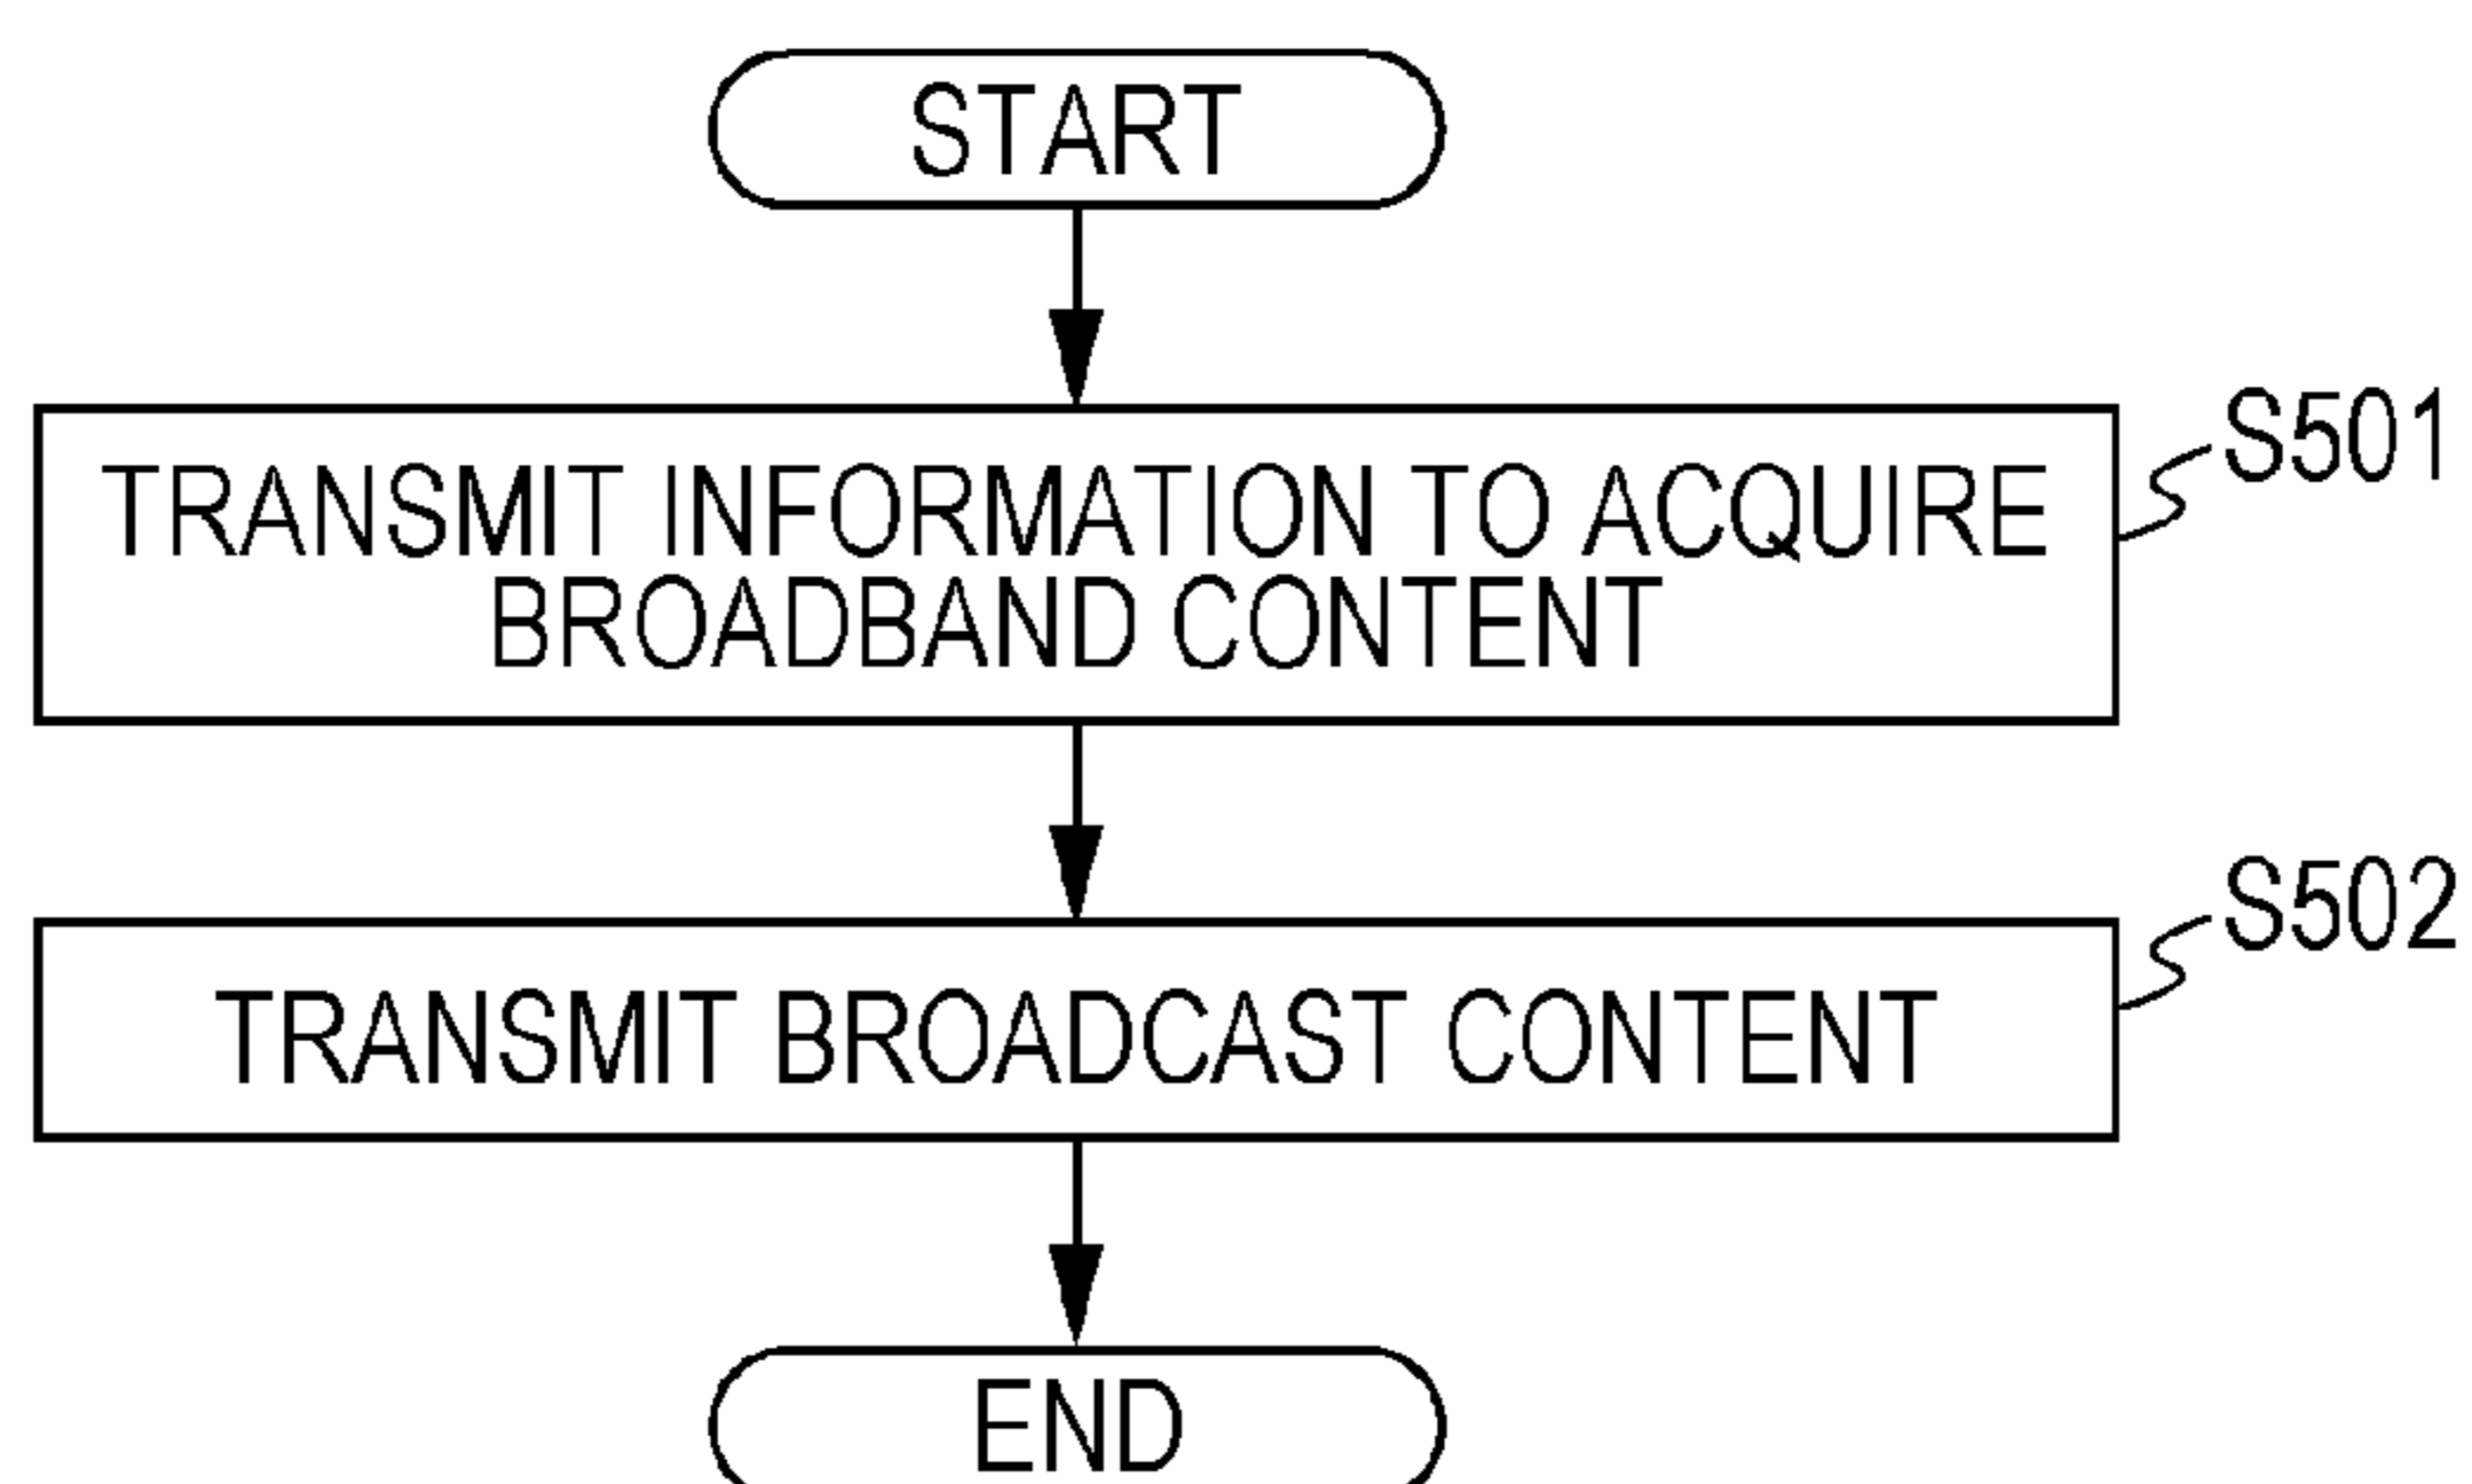 START
TRANSMIT INFORMATION TO ACQUIRE
BROADBAND CONTENT
S501
TRANSMIT BROADCAST CONTENT
S502
END